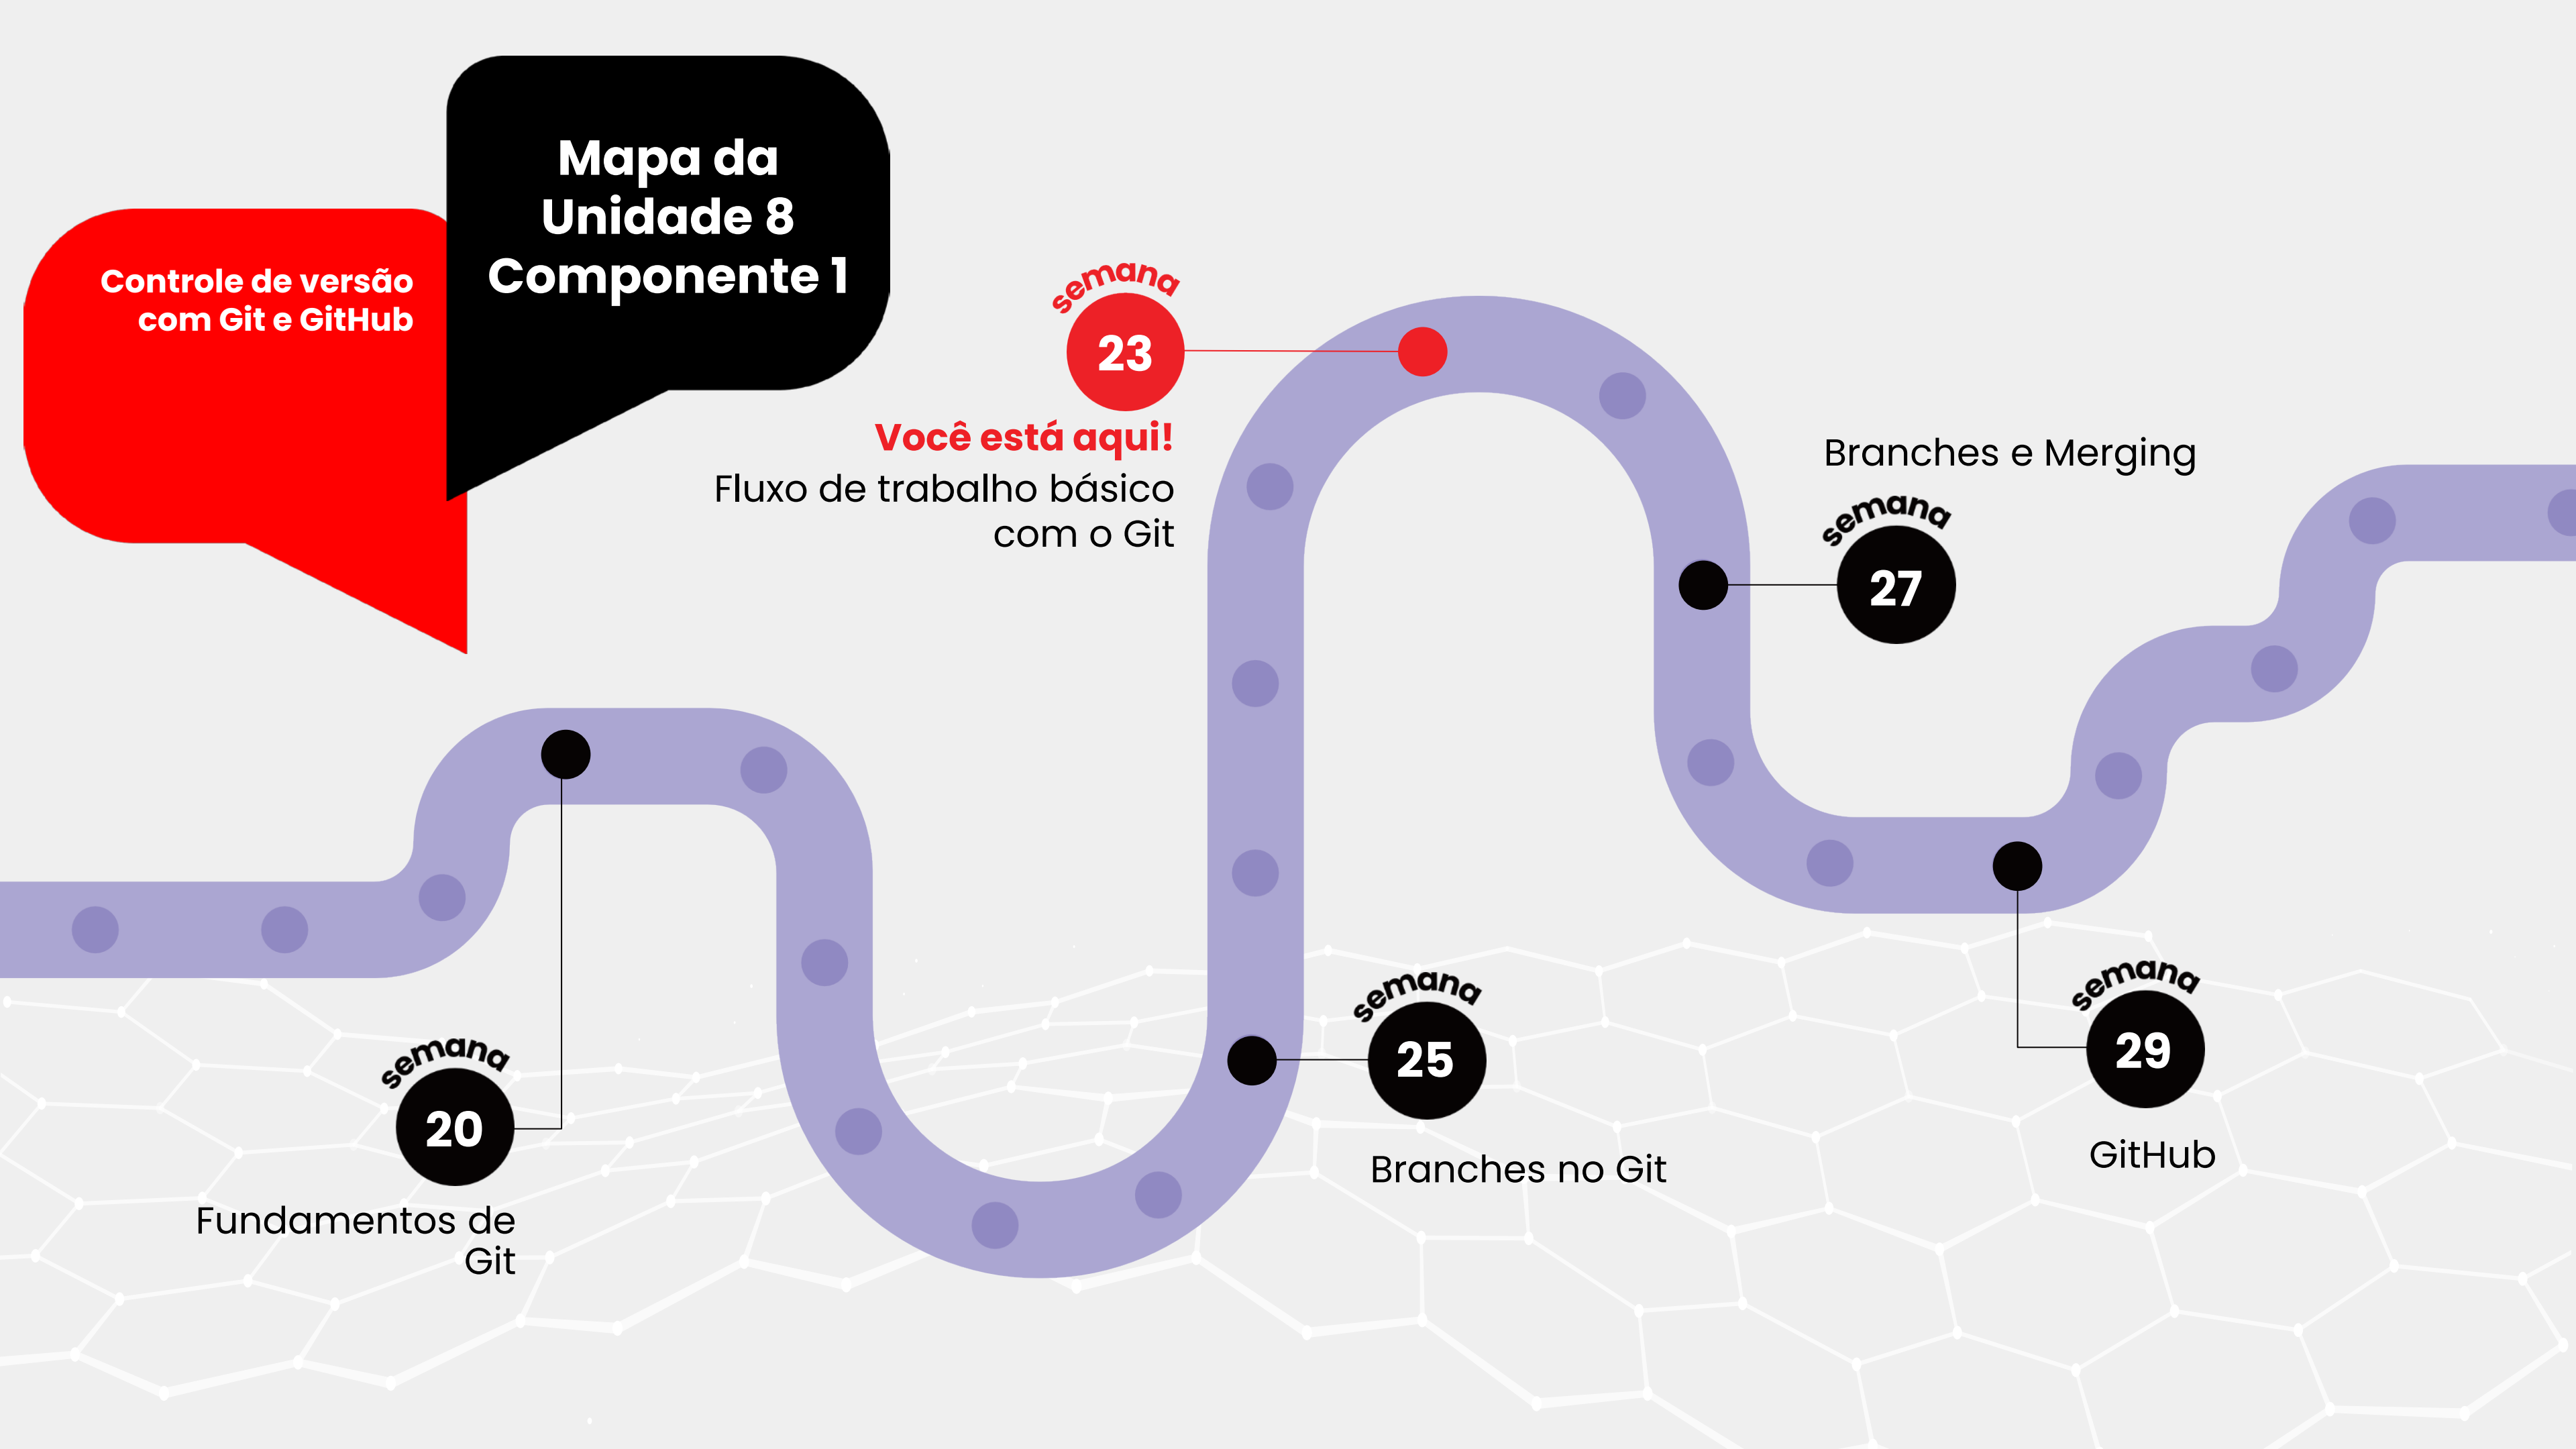 Mapa da
Unidade 8
Componente 1
Controle de versão
com Git e GitHub
semana
23
Você está aqui!
Fluxo de trabalho básico
com o Git
Branches e Merging
semana
27
semana
20
Fundamentos de
Git
semana
25
Branches no Git
semana
29
GitHub